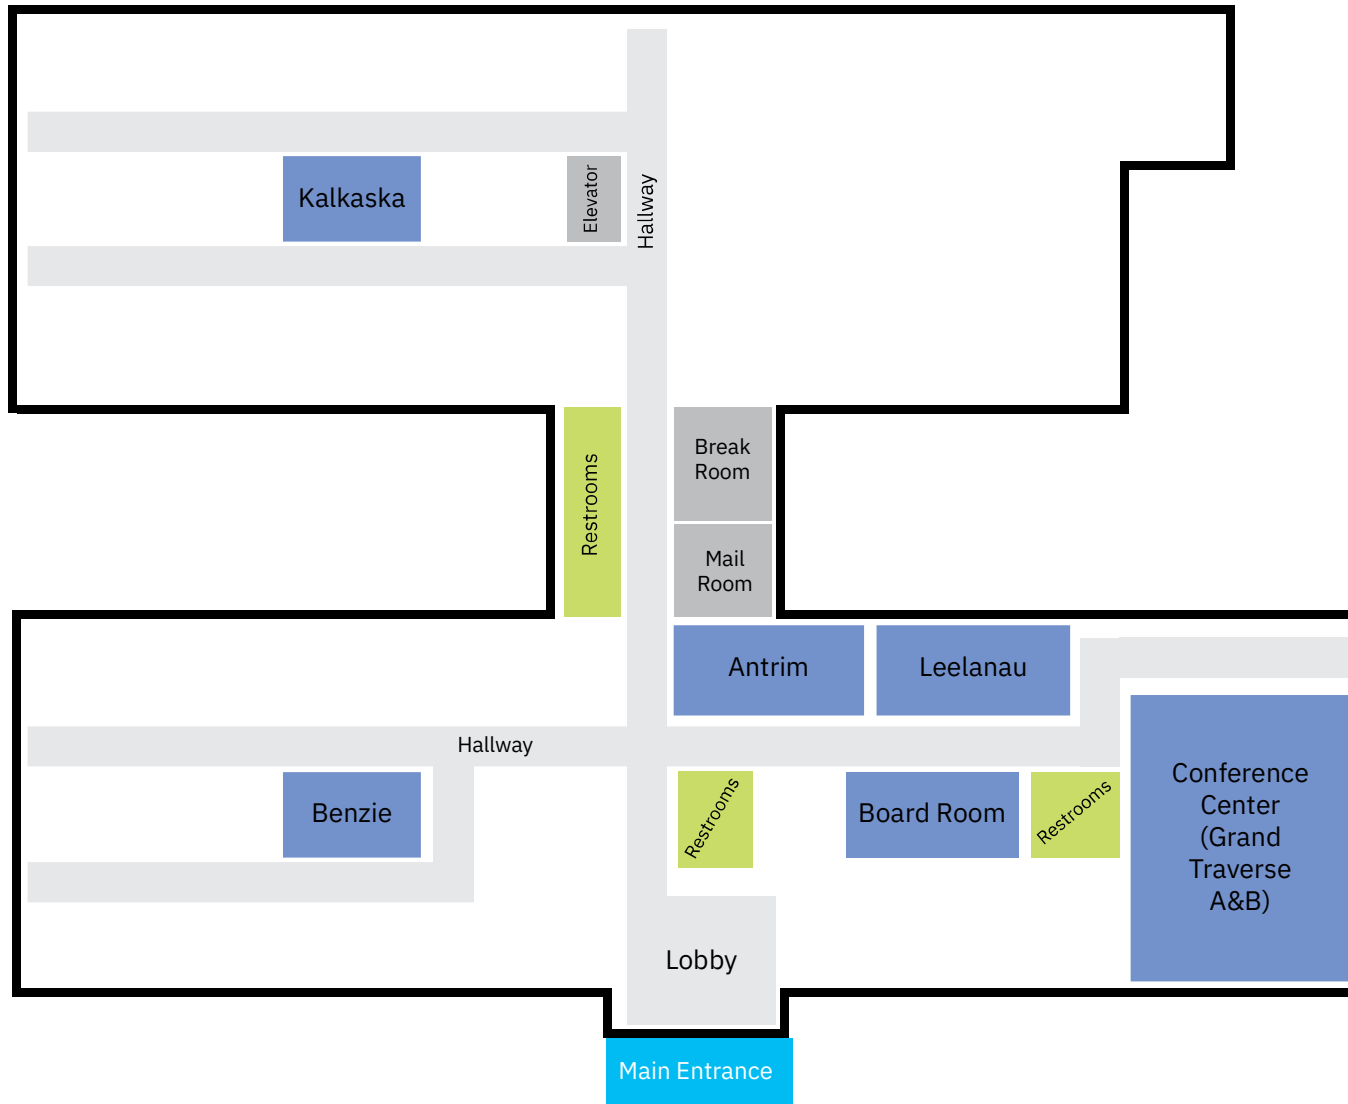 Kalkaska
Elevator
Hallway
Restrooms
Break
Room
Mail
Room
Antrim
Leelanau
Hallway
Benzie
Restrooms
Board Room
Restrooms
Conference
Center
(Grand
Traverse
A&B)
Lobby
Main Entrance